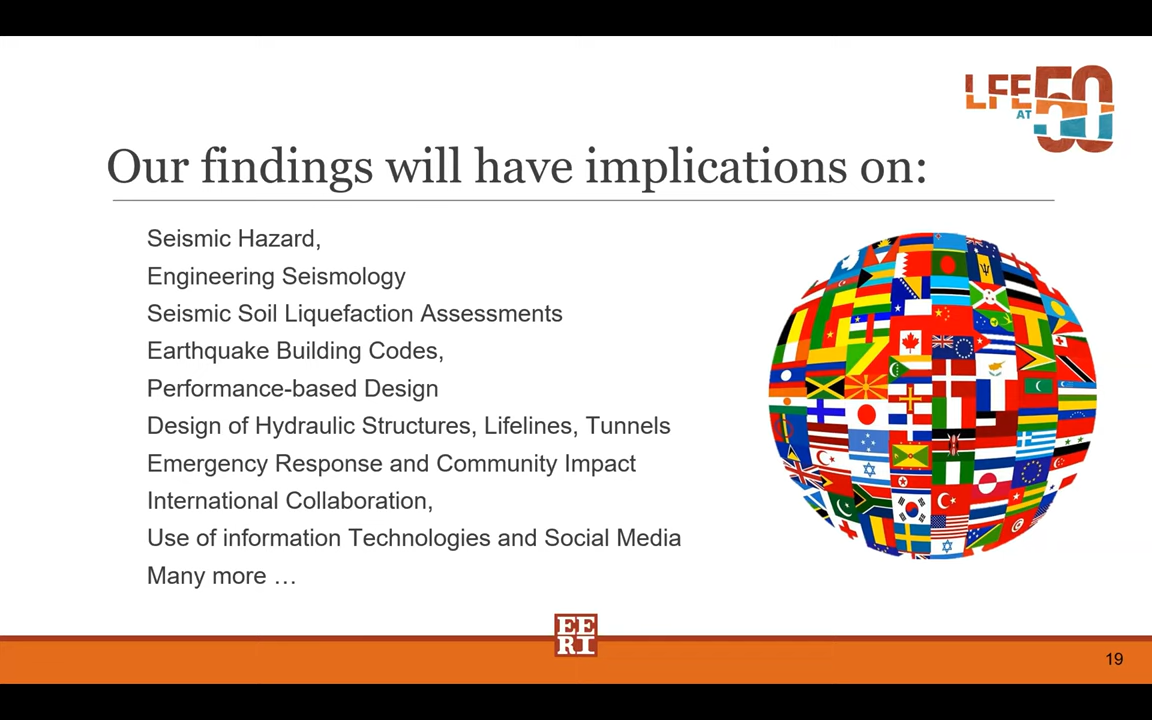 LFE
AT 50
Our findings will have implications on:
Seismic Hazard,
Engineering Seismology
Seismic Soil Liquefaction Assessments
Earthquake Building Codes,
Performance-based Design
Design of Hydraulic Structures, Lifelines, Tunnels
Emergency Response and Community Impact
International Collaboration,
Use of information Technologies and Social Media
Many more …
EE
RI
19